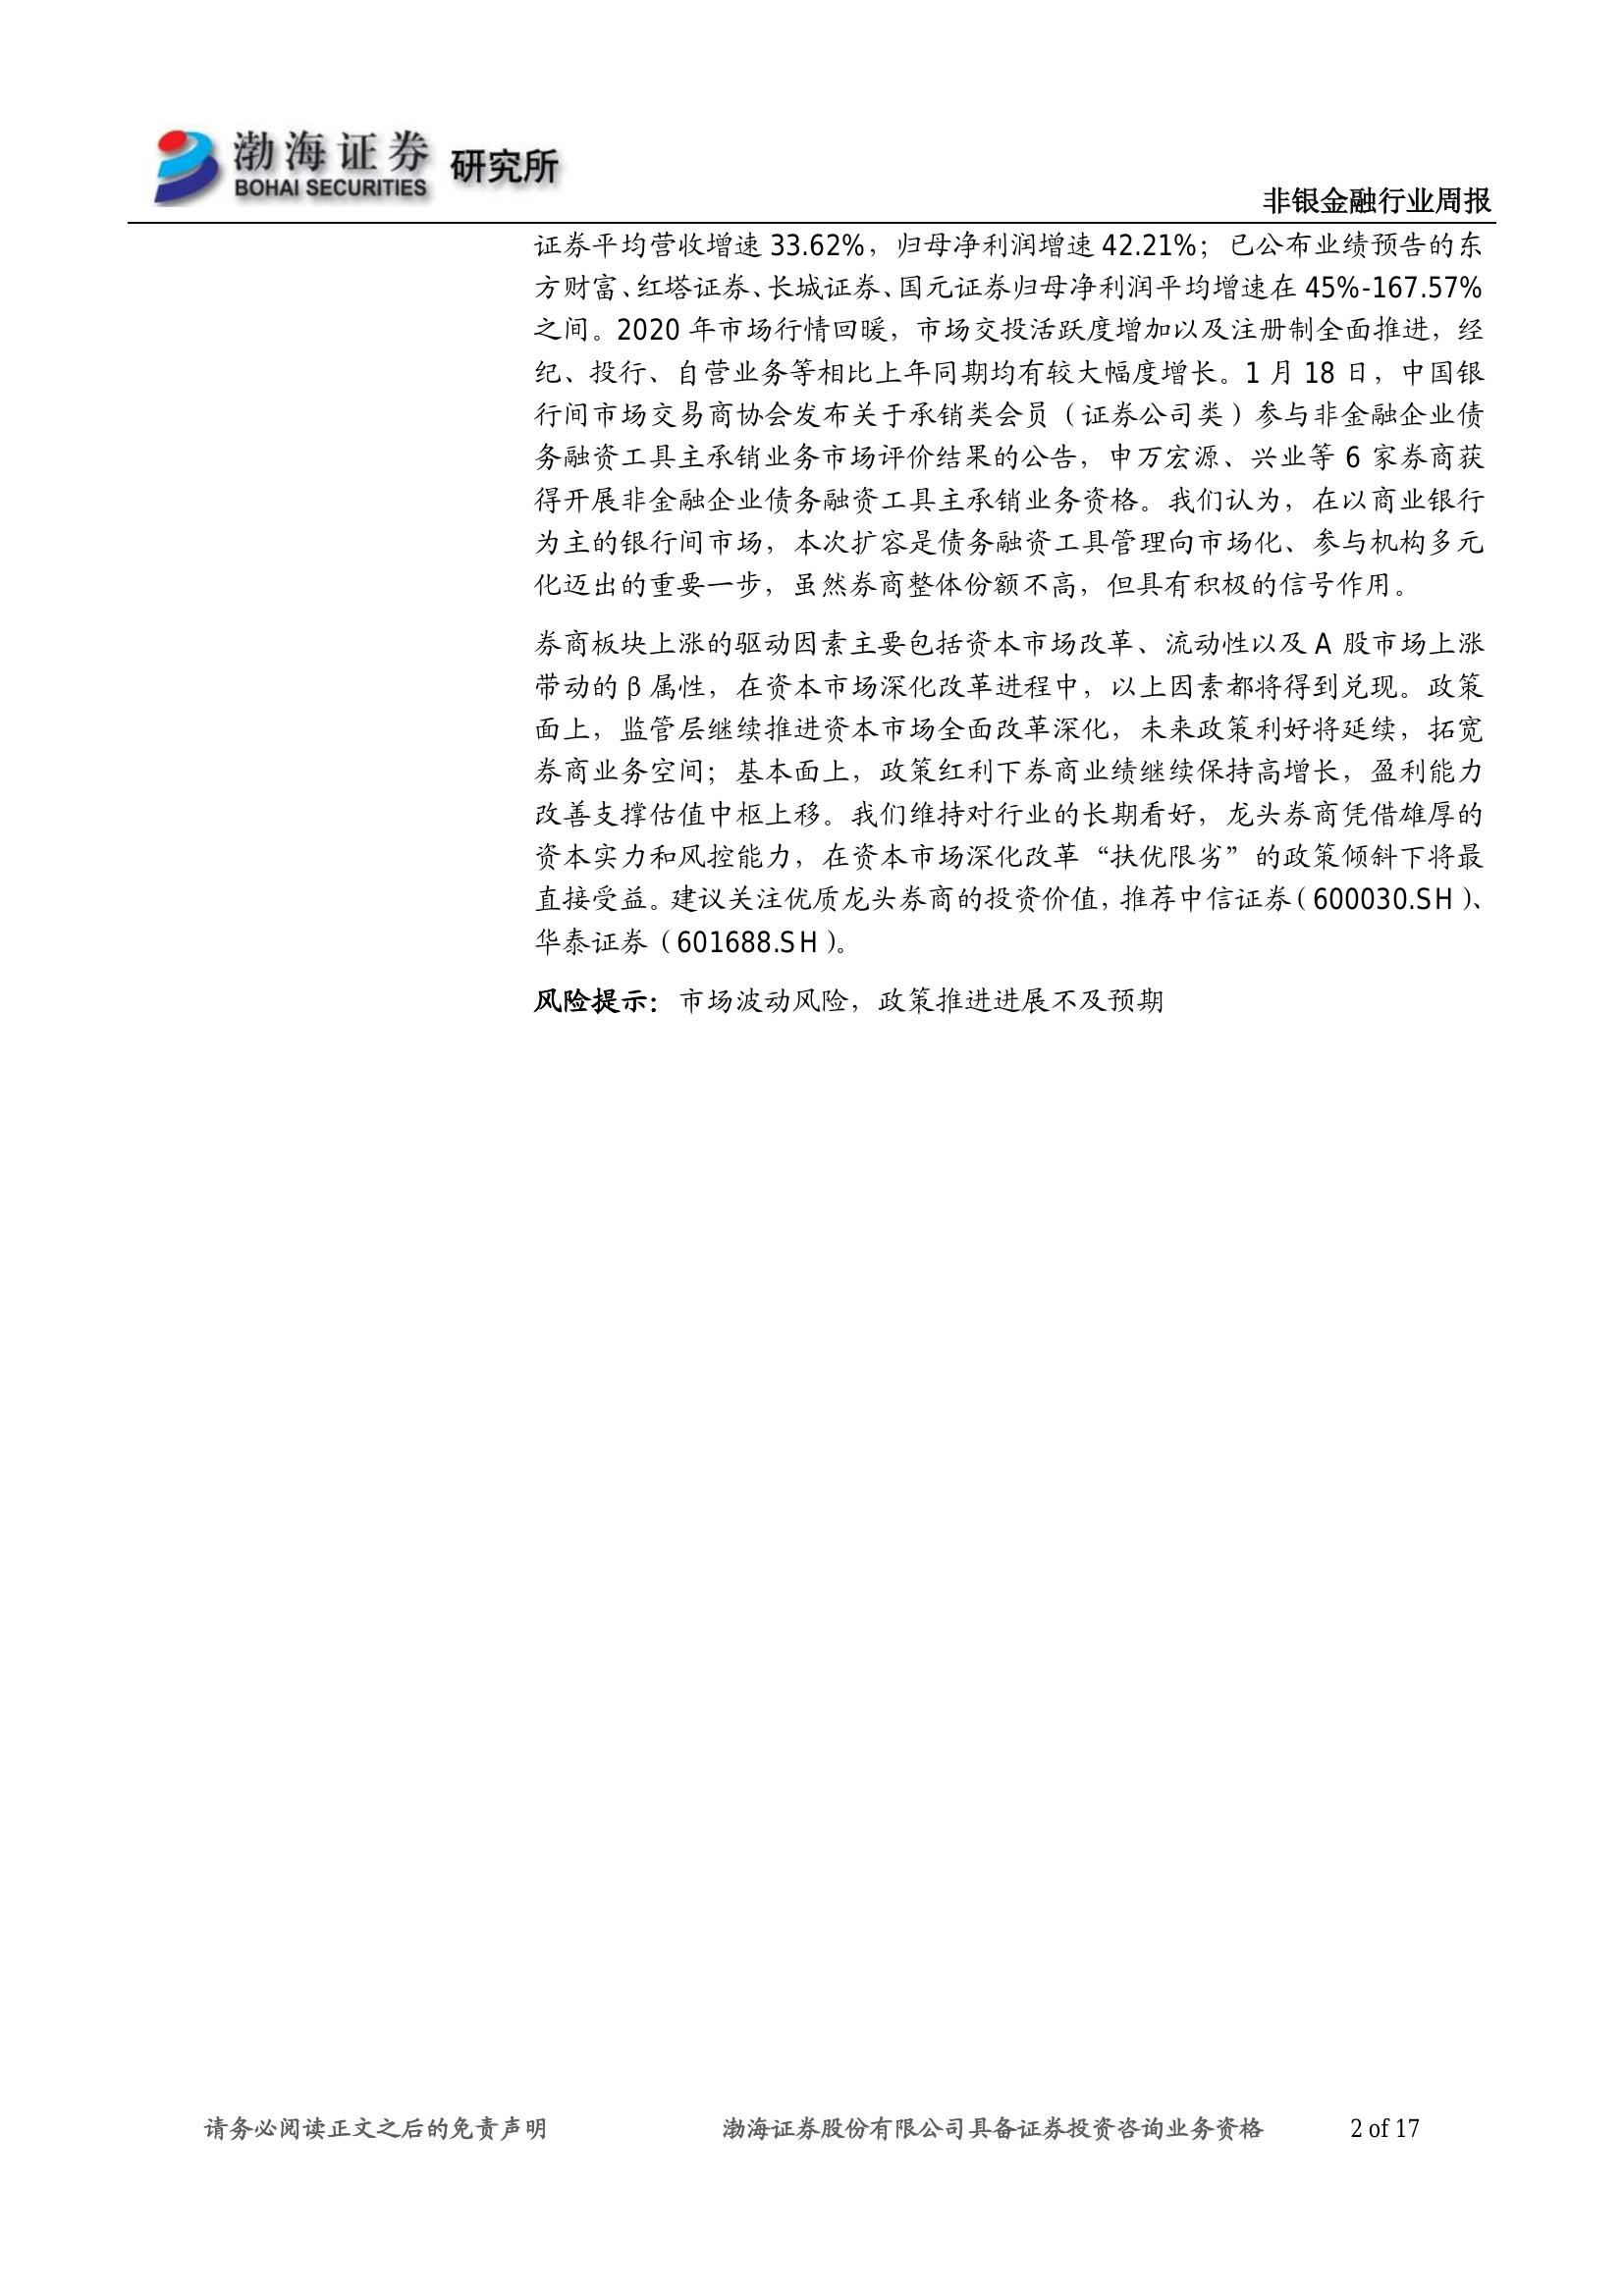 渤海证券 研究所
BOHAI SECURITIES
非银金融行业周报
证券平均营收增速 33.62%，归母净利润增速 42.21%；已公布业绩预告的东
方财富、红塔证券、长城证券、国元证券归母净利润平均增速在 45%-167.57%
之间。2020 年市场行情回暖，市场交投活跃度增加以及注册制全面推进，经
纪、投行、自营业务等相比上年同期均有较大幅度增长。1 月 18 日，中国银
行间市场交易商协会发布关于承销类会员（证券公司类）参与非金融企业债
务融资工具主承销业务市场评价结果的公告，申万宏源、兴业等 6 家券商获
得开展非金融企业债务融资工具主承销业务资格。我们认为，在以商业银行
为主的银行间市场，本次扩容是债务融资工具管理向市场化、参与机构多元
化迈出的重要一步，虽然券商整体份额不高，但具有积极的信号作用。
券商板块上涨的驱动因素主要包括资本市场改革、流动性以及 A 股市场上涨
带动的 β 属性，在资本市场深化改革进程中，以上因素都将得到兑现。政策
面上，监管层继续推进资本市场全面改革深化，未来政策利好将延续，拓宽
券商业务空间；基本面上，政策红利下券商业绩继续保持高增长，盈利能力
改善支撑估值中枢上移。我们维持对行业的长期看好，龙头券商凭借雄厚的
资本实力和风控能力，在资本市场深化改革“扶优限劣”的政策倾斜下将最
直接受益。建议关注优质龙头券商的投资价值，推荐中信证券（600030.SH）、
华泰证券（601688.SH）。
风险提示：市场波动风险，政策推进进展不及预期
请务必阅读正文之后的免责声明 渤海证券股份有限公司具备证券投资咨询业务资格 2 of 17